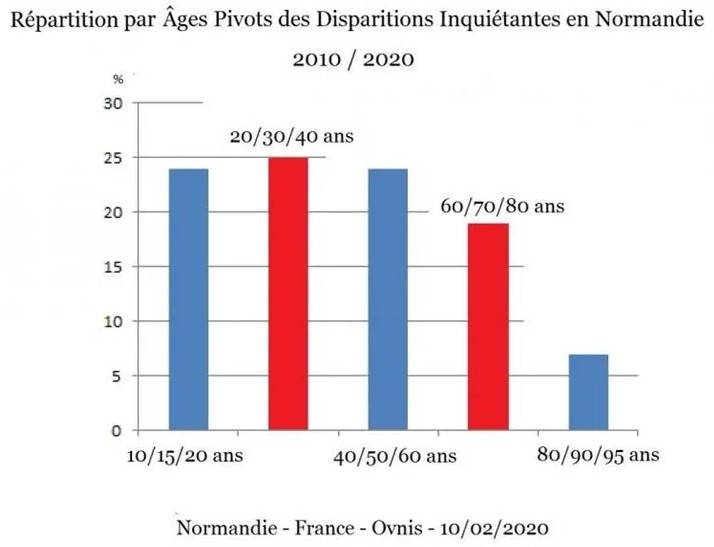 Répartition par Âges Pivots des Disparitions Inquiétantes en Normandie
2010 / 2020
%
30
20/30/40 ans
25
60/70/80 ans
20
15
10
5
0
10/15/20 ans 40/50/60 ans 80/90/95 ans
Normandie - France - Ovnis - 10/02/2020